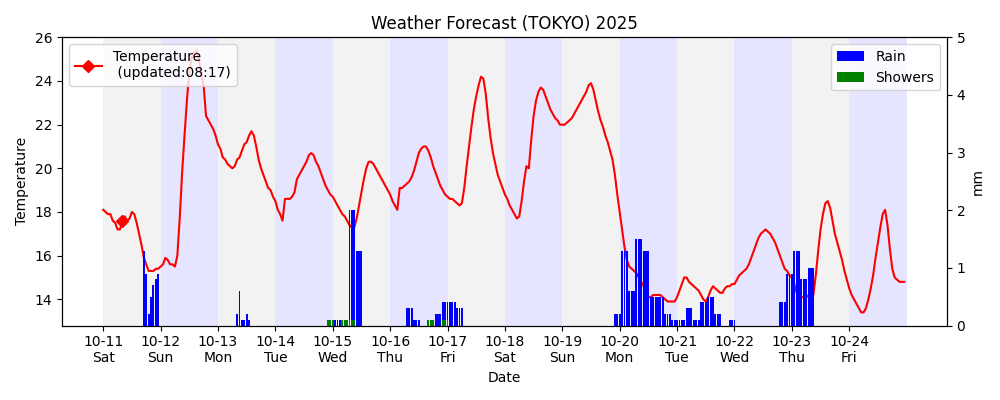 Weather Forecast (TOKYO) 2025
Temperature
(updated:08:17)
Rain
Showers
Temperature
26
24
22
20
18
16
14
5
4
3
2
1
0
mm
10-11 10-12 10-13 10-14 10-15 10-16 10-17 10-18 10-19 10-20 10-21 10-22 10-23 10-24
Sat Sun Mon Tue Wed Thu Fri Sat Sun Mon Tue Wed Thu Fri
Date